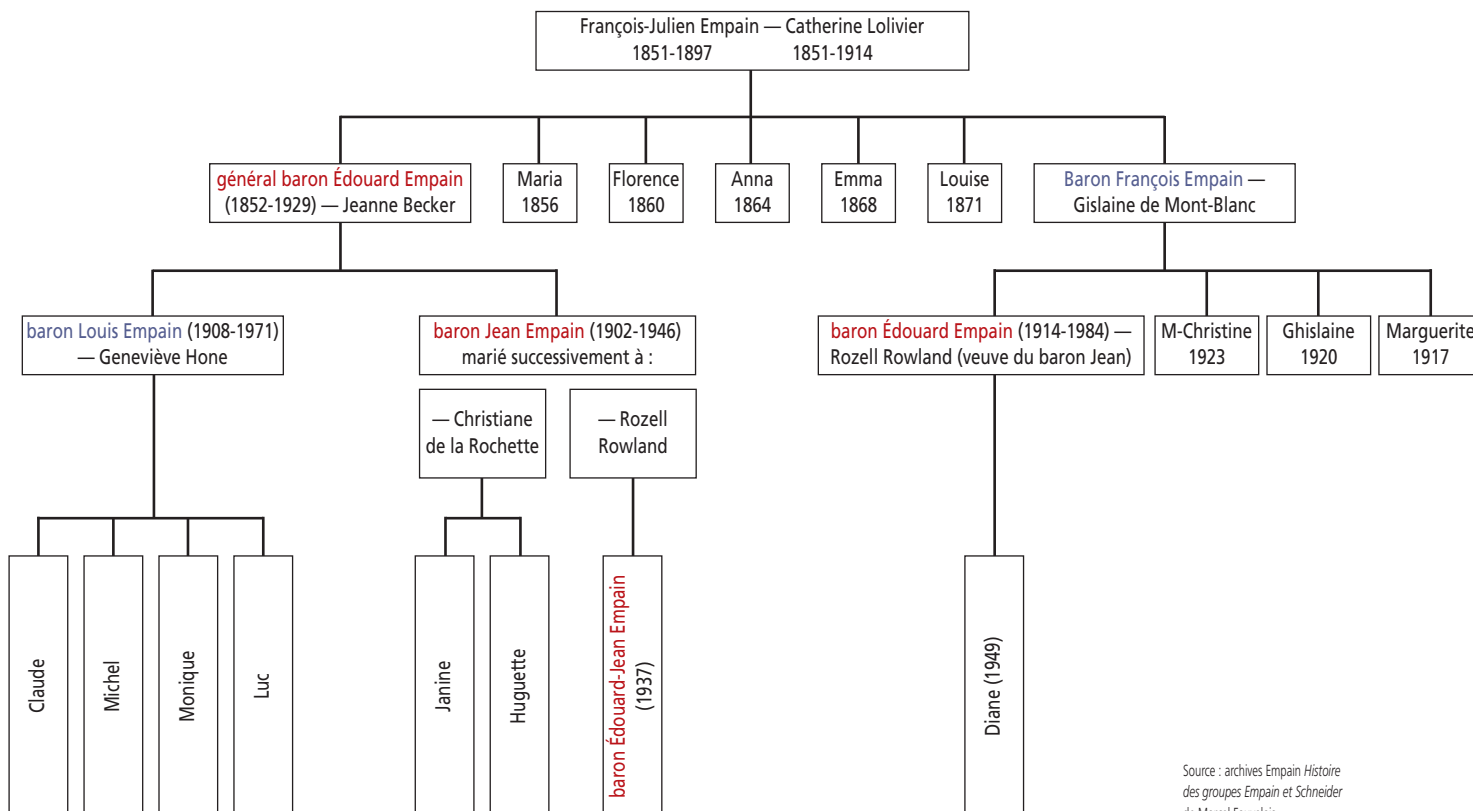 François-Julien Empain — Catherine Lolivier
1851-1897 1851-1914
général baron Édouard Empain
(1852-1929) — Jeanne Becker
Maria
1856
Florence
1860
Anna
1864
Emma
1868
Louise
1871
Baron François Empain —
Gislaine de Mont-Blanc
baron Louis Empain (1908-1971)
— Geneviève Hone
baron Jean Empain (1902-1946)
marié successivement à :
baron Édouard Empain (1914-1984) —
Rozell Rowland (veuve du baron Jean)
M-Christine
1923
Ghislaine
1920
Marguerite
1917
— Christiane
de la Rochette
— Rozell
Rowland
Claude
Michel
Monique
Luc
Janine
Huguette
baron Édouard-Jean Empain
(1937)
Diane (1949)
Source : archives Empain Histoire
des groupes Empain et Schneider